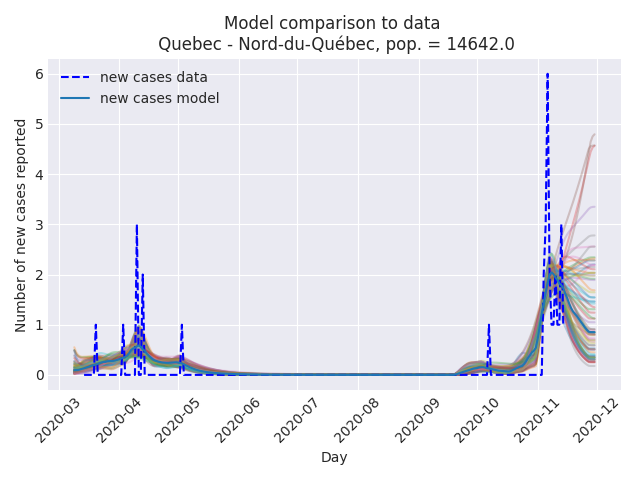 Model comparison to data
Quebec - Nord-du-Québec, pop. = 14642.0
new cases data
new cases model
Number of new cases reported
6
5
4
3
2
1
0
2020-03
2020-04
2020-05
2020-06
2020-07
2020-08
2020-09
2020-10
2020-11
2020-12
Day